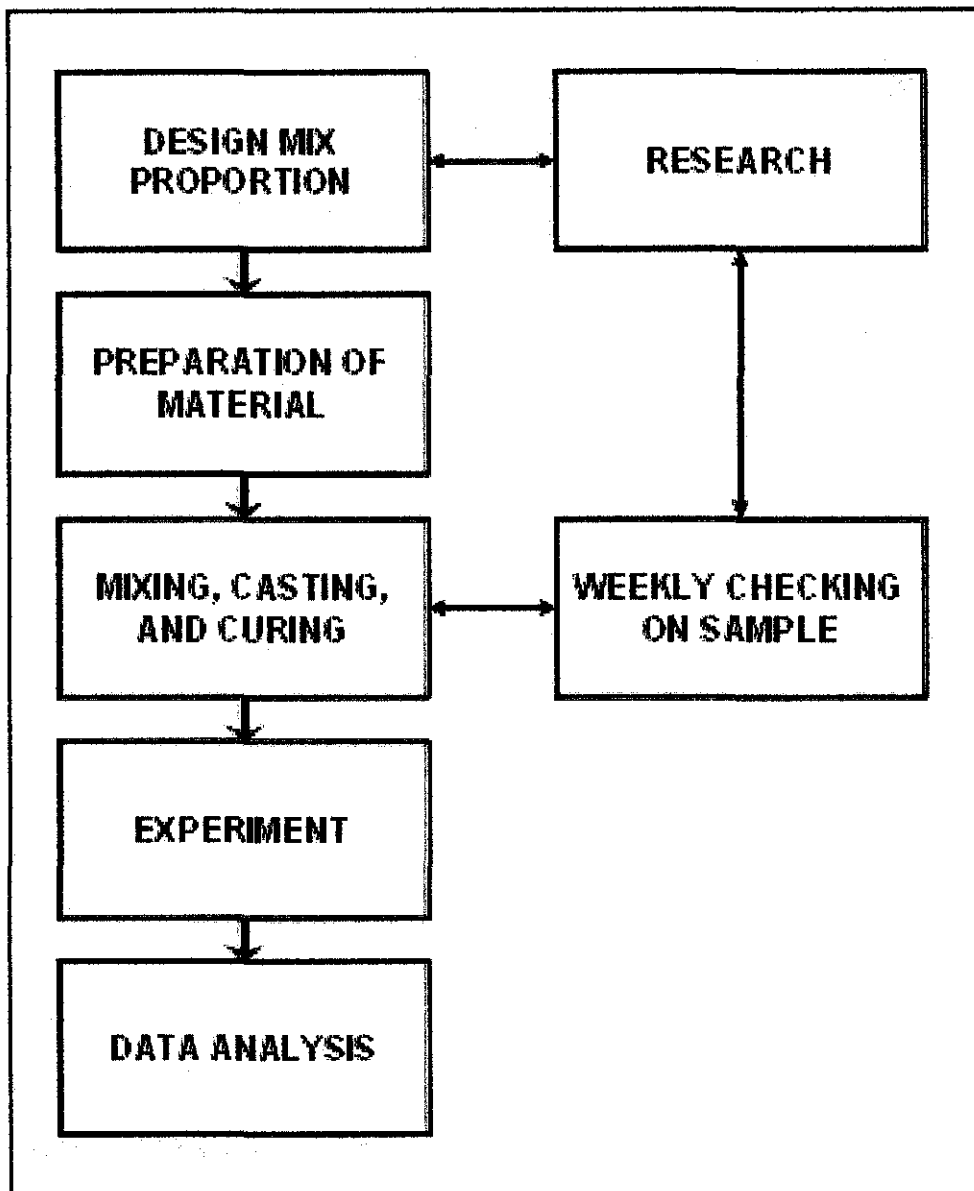 DESIGN MIX
PROPORTION
RESEARCH
PREPARATION OF
MATERIAL
MIXING, CASTING,
AND CURING
WEEKLY CHECKING
ON SAMPLE
EXPERIMENT
DATA ANALYSIS